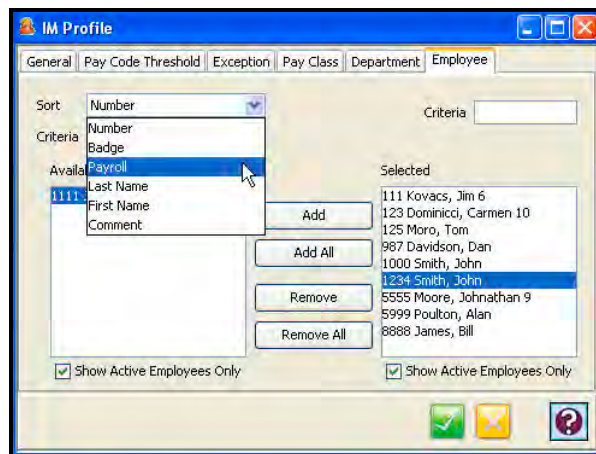 IM Profile
General Pay Code Threshold Exception Pay Class Department Employee
Sort Number
Criteria
Number
Badge
Payroll
Last Name
First Name
Comment
Criteria
Availa
1111
Add
Add All
Remove
Remove All
Selected
111 Kovacs, Jim 6
123 Dominicci, Carmen 10
125 Moro, Tom
987 Davidson, Dan
1000 Smith, John
1234 Smith, John
5555 Moore, Johnathan 9
5999 Poulton, Alan
8888 James, Bill
Show Active Employees Only
Show Active Employees Only
?